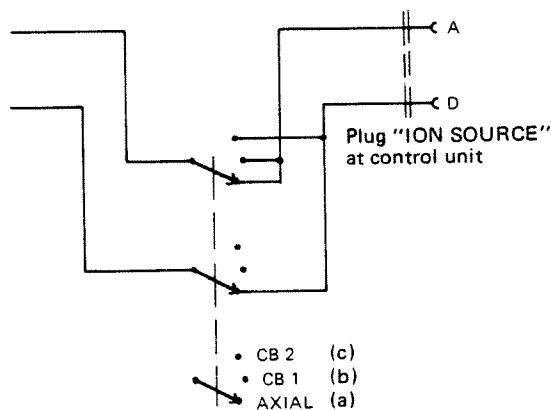 A
D
Plug "ION SOURCE"
at control unit
CB 2 (c)
CB 1 (b)
AXIAL (a)